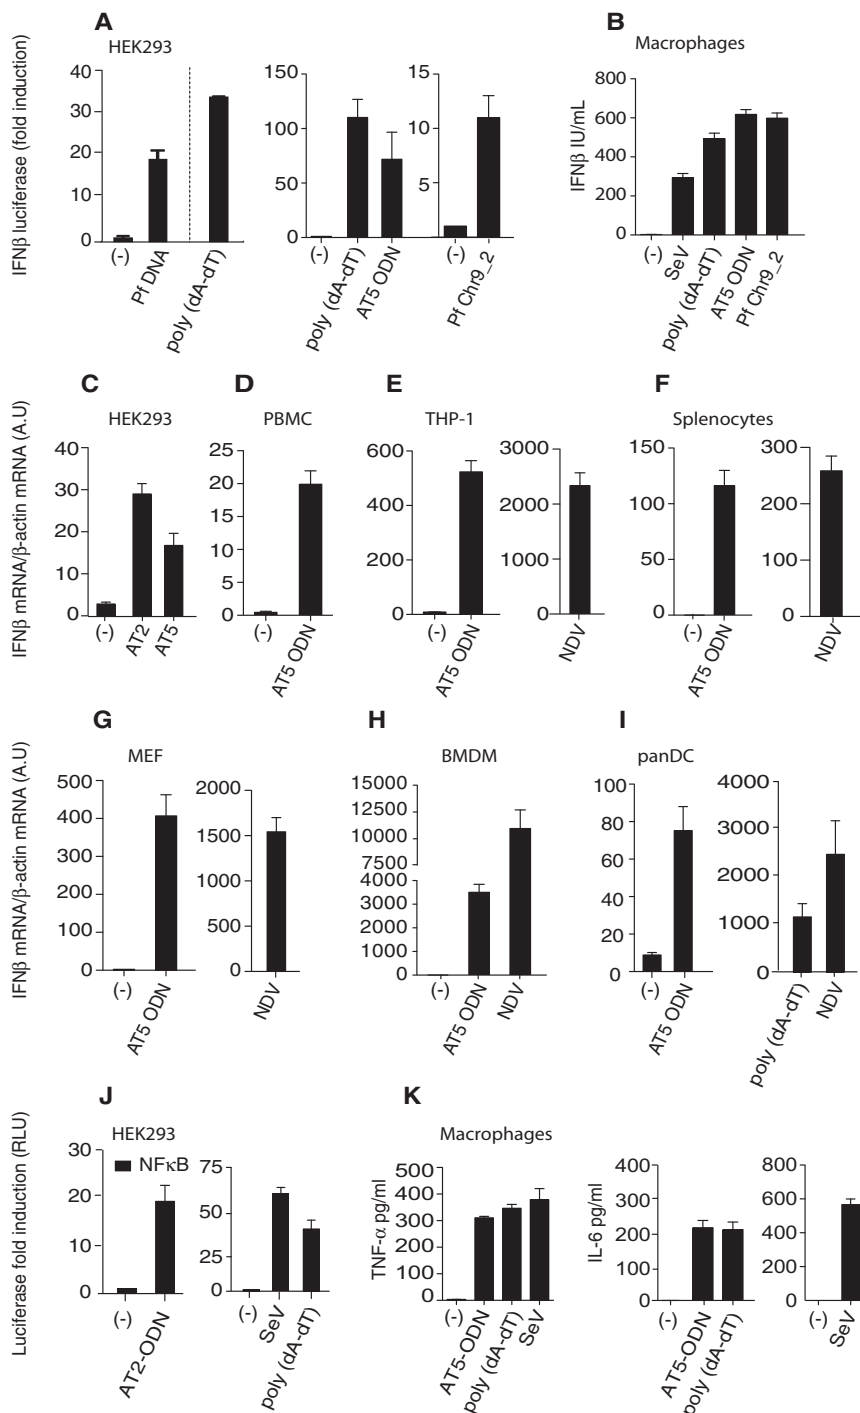 A
B
HEK293
Macrophages
IFNβ luciferase (fold induction)
40
30
20
10
0
(-)
Pf DNA
poly (dA-dT)
150
100
50
0
(-)
poly (dA-dT)
AT5 ODN
15
10
5
0
(-)
Pf Chr9_2
IFNβ IU/mL
800
600
400
200
0
(-)
SeV
poly (dA-dT)
AT5 ODN
Pf Chr9_2
C
D
E
F
HEK293
PBMC
THP-1
Splenocytes
IFNβ mRNA/β-actin mRNA (A.U)
40
30
20
10
0
(-)
AT2
AT5
25
20
15
10
5
0
(-)
AT5 ODN
600
400
200
0
(-)
AT5 ODN
3000
2000
1000
0
NDV
150
100
50
0
(-)
AT5 ODN
300
200
100
0
NDV
G
H
I
MEF
BMDM
panDC
IFNβ mRNA/β-actin mRNA (A.U)
500
400
300
200
100
0
(-)
AT5 ODN
2000
1500
1000
500
0
NDV
15000
12500
10000
7500
4000
3000
2000
1000
0
(-)
AT5 ODN
NDV
100
80
60
40
20
0
(-)
AT5 ODN
4000
3000
2000
1000
0
poly (dA-dT)
NDV
J
K
HEK293
Macrophages
Luciferase fold induction (RLU)
NFκB
30
20
10
0
(-)
AT2-ODN
75
50
25
0
(-)
SeV
poly (dA-dT)
TNF-α pg/ml
500
400
300
200
100
0
(-)
AT5-ODN
poly (dA-dT)
SeV
IL-6 pg/ml
400
300
200
100
0
(-)
AT5-ODN
poly (dA-dT)
800
600
400
200
0
(-)
SeV